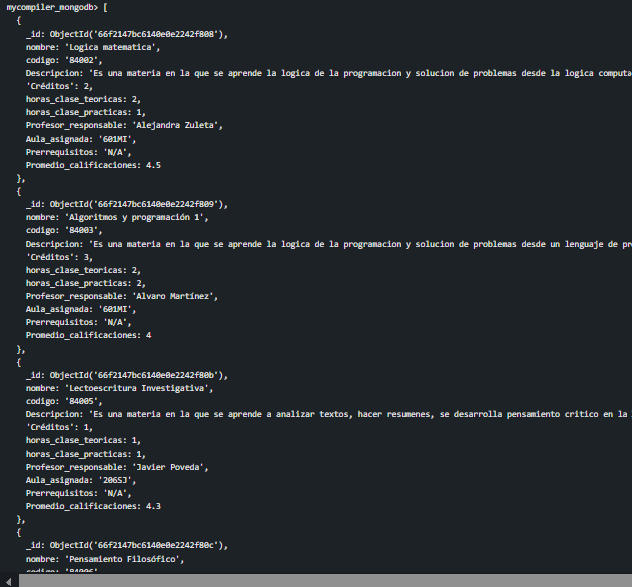 mycompiler_mongodb> [
{
_id: ObjectId('66f2147bc6140e0e2242f808'),
nombre: 'Logica matematica',
codigo: '84002',
Descripcion: 'Es una materia en la que se aprende la logica de la programacion y solucion de problemas desde la logica computa
'Créditos': 2,
horas_clase_teoricas: 2,
horas_clase_practicas: 1,
Profesor_responsable: 'Alejandra Zuleta',
Aula_asignada: '601MI',
Prerrequisitos: 'N/A',
Promedio_calificaciones: 4.5
},
{
_id: ObjectId('66f2147bc6140e0e2242f809'),
nombre: 'Algoritmos y programación 1',
codigo: '84003',
Descripcion: 'Es una materia en la que se aprende la logica de la programacion y solucion de problemas desde un lenguaje de pr
'Créditos': 3,
horas_clase_teoricas: 2,
horas_clase_practicas: 2,
Profesor_responsable: 'Alvaro Martínez',
Aula_asignada: '601MI',
Prerrequisitos: 'N/A',
Promedio_calificaciones: 4
},
{
_id: ObjectId('66f2147bc6140e0e2242f80b'),
nombre: 'Lectoescritura Investigativa',
codigo: '84005',
Descripcion: 'Es una materia en la que se aprende a analizar textos, hacer resumenes, se desarrolla pensamiento critico en la
'Créditos': 1,
horas_clase_teoricas: 1,
horas_clase_practicas: 1,
Profesor_responsable: 'Javier Poveda',
Aula_asignada: '206SJ',
Prerrequisitos: 'N/A',
Promedio_calificaciones: 4.3
},
{
_id: ObjectId('66f2147bc6140e0e2242f80c'),
nombre: 'Pensamiento Filosófico',
codigo: '84006',